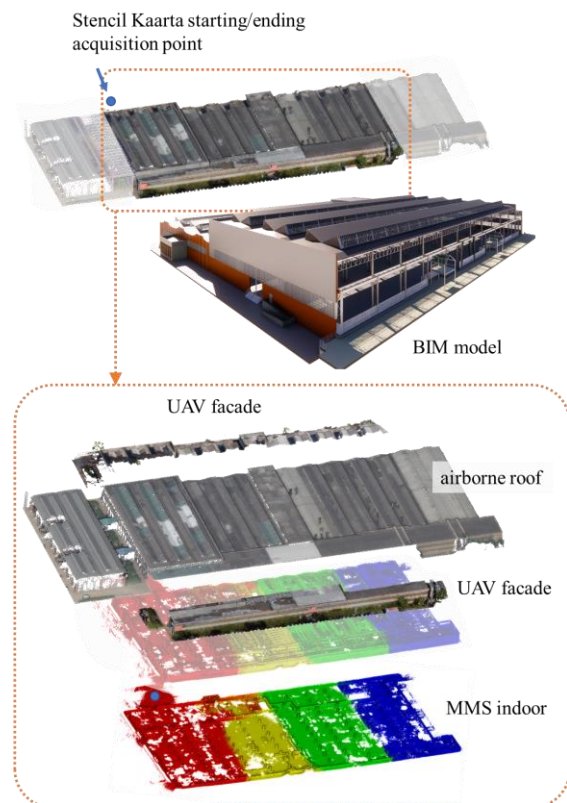 Stencil Kaarta starting/ending
acquisition point
BIM model
UAV facade
airborne roof
UAV facade
MMS indoor